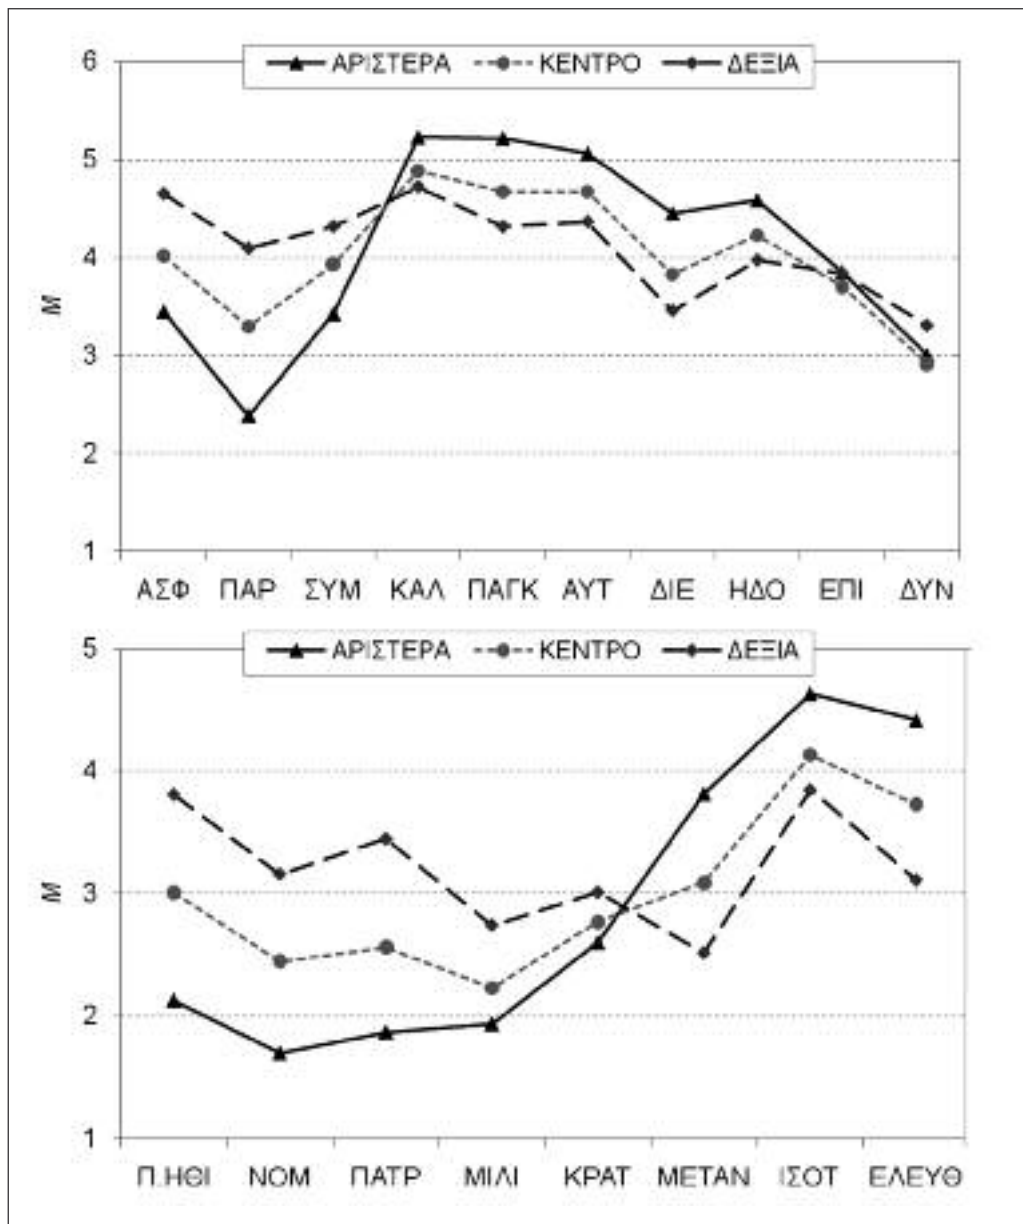 ΑΡΙΣΤΕΡΑ ΚΕΝΤΡΟ ΔΕΞΙΑ
6
5
4
3
2
1
M
ΑΣΦ ΠΑΡ ΣΥΜ ΚΑΛ ΠΑΓΚ ΑΥΤ ΔΙΕ ΗΔΟ ΕΠΙ ΔΥΝ
ΑΡΙΣΤΕΡΑ ΚΕΝΤΡΟ ΔΕΞΙΑ
5
4
3
2
1
M
Π.ΗΘΙ ΝΟΜ ΠΑΤΡ ΜΙΛΙ ΚΡΑΤ ΜΕΤΑΝ ΙΣΟΤ ΕΛΕΥΘ